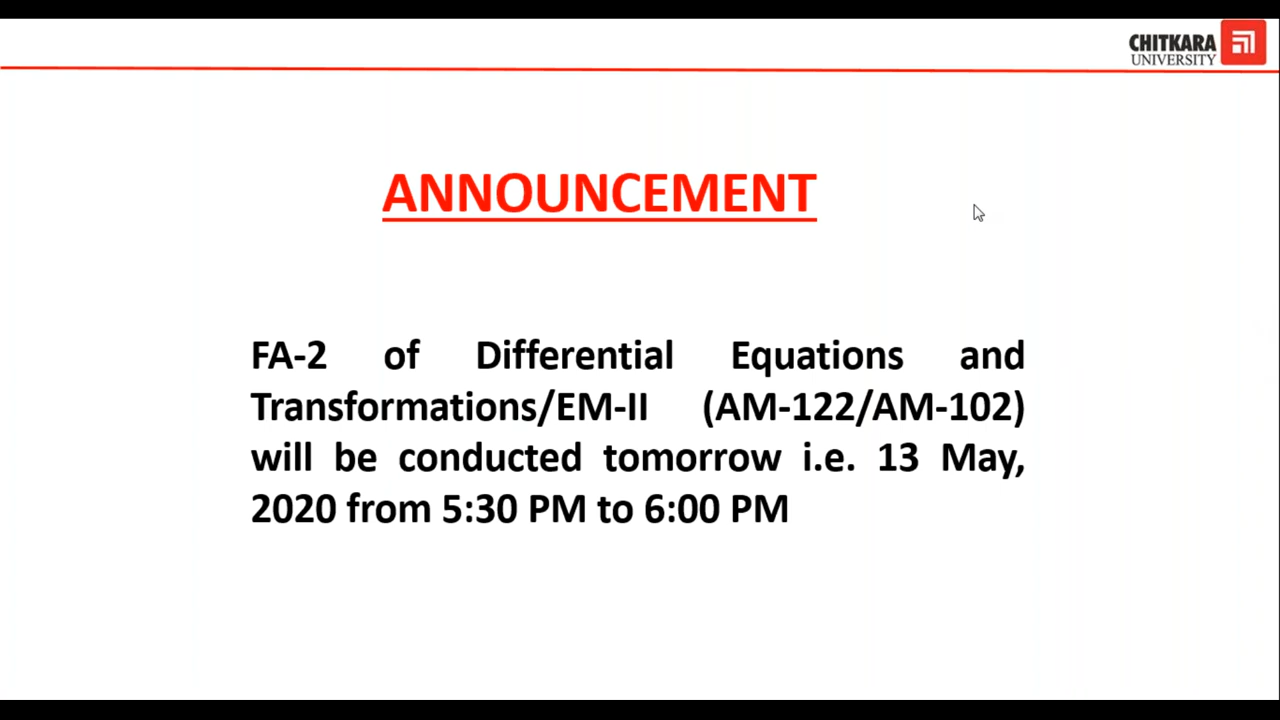 CHITKARA
UNIVERSITY
ANNOUNCEMENT
FA-2 of Differential Equations and
Transformations/EM-II (AM-122/AM-102)
will be conducted tomorrow i.e. 13 May,
2020 from 5:30 PM to 6:00 PM